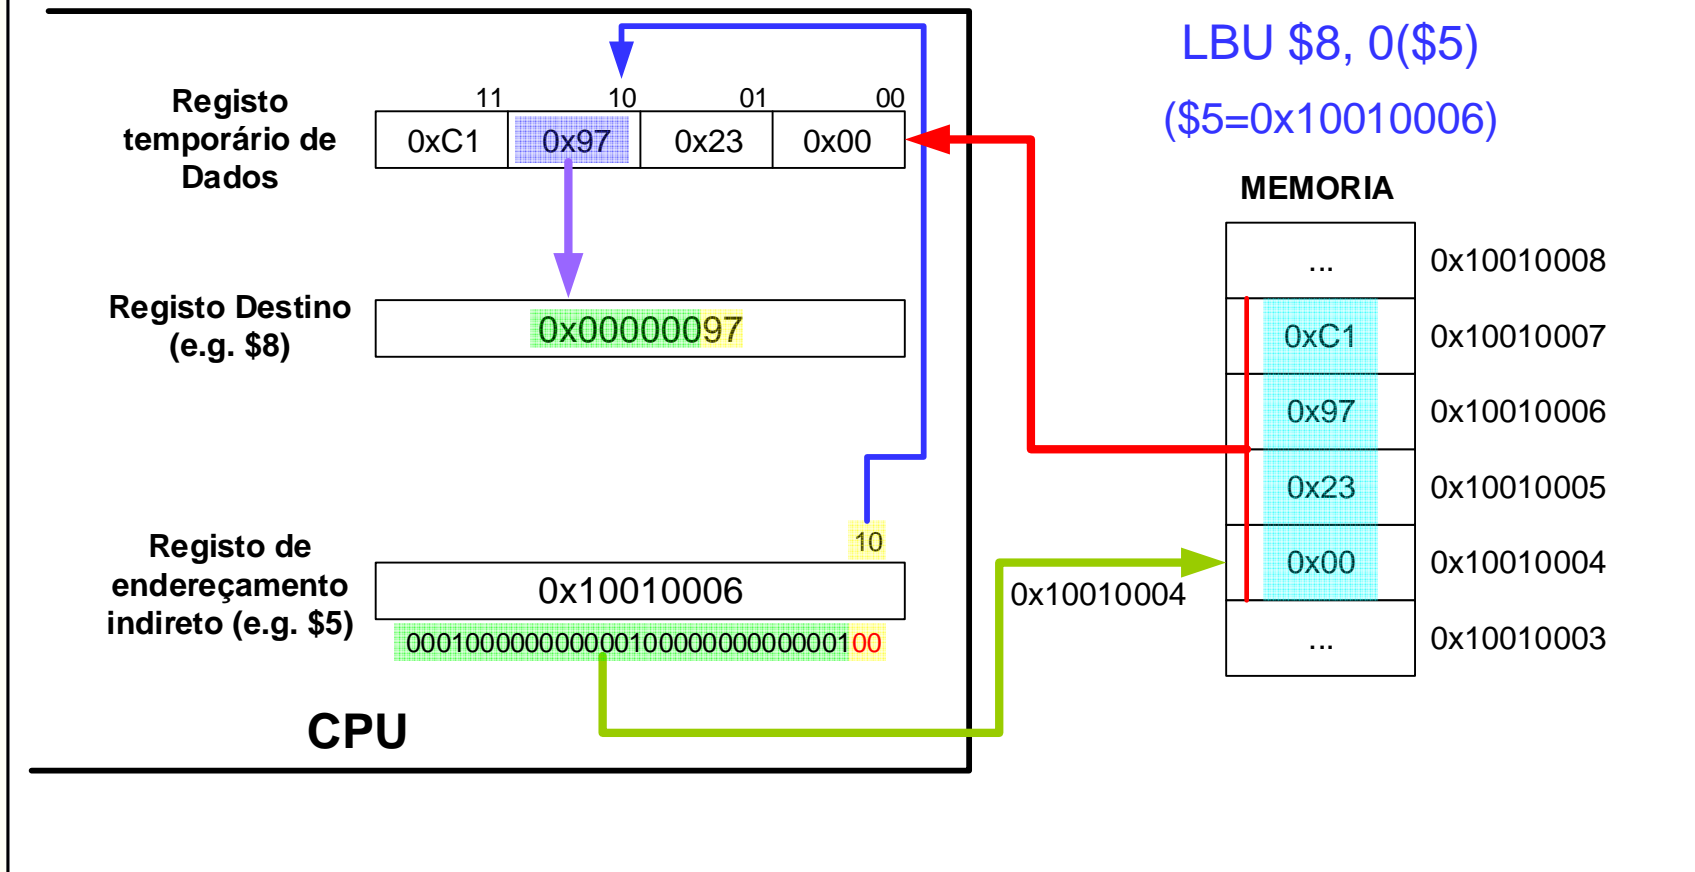 LBU $8, 0($5)
($5=0x10010006)
11 10 01 00
Registo
temporário de
Dados
0xC1 0x97 0x23 0x00
MEMORIA
... 0x10010008
Registo Destino
(e.g. $8)
0x00000097
0xC1 0x10010007
0x97 0x10010006
0x23 0x10010005
0x00 0x10010004
... 0x10010003
10
Registo de
endereçamento
indireto (e.g. $5)
0x10010006
0x10010004
00010000000000010000000000000100
CPU